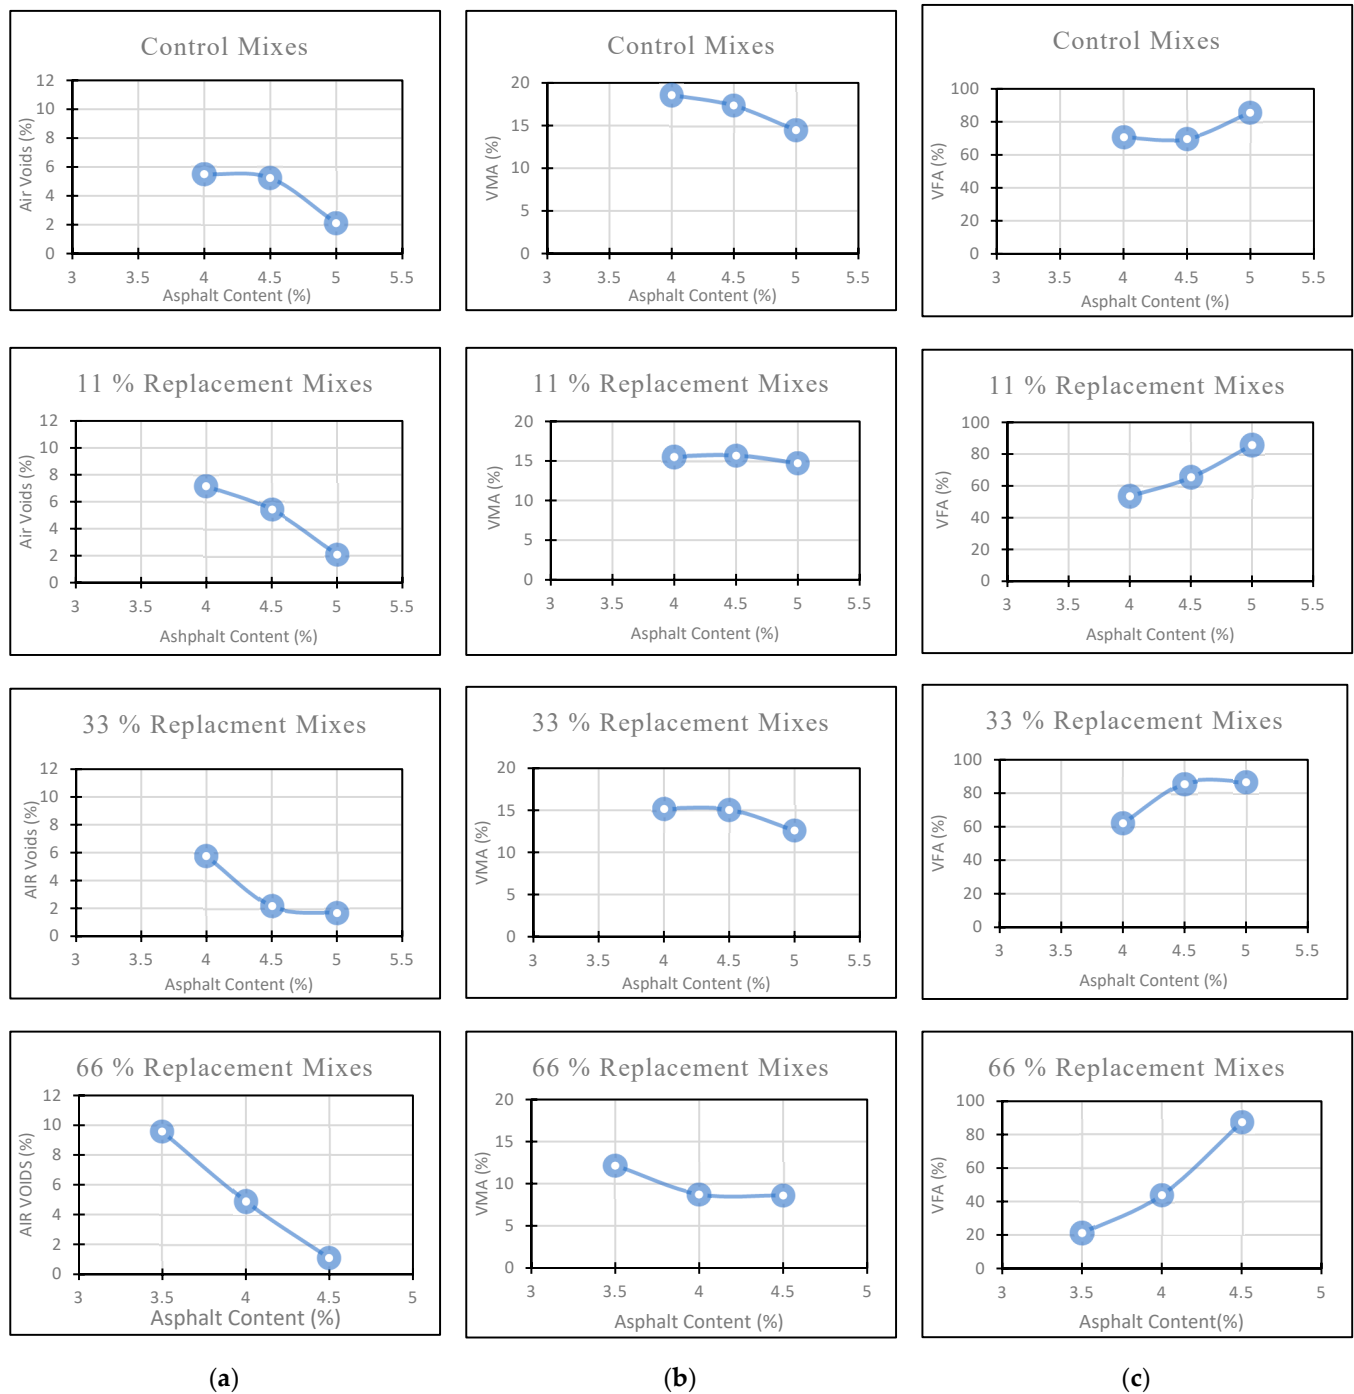 Control Mixes
12
10
8
6
4
2
0
Air Voids (%)
3 3.5 4 4.5 5 5.5
Asphalt Content (%)
Control Mixes
20
15
10
5
0
VMA (%)
3 3.5 4 4.5 5 5.5
Asphalt Content (%)
Control Mixes
100
80
60
40
20
0
VFA (%)
3 3.5 4 4.5 5 5.5
Asphalt Content (%)
11 % Replacement Mixes
12
10
8
6
4
2
0
Air Voids (%)
3 3.5 4 4.5 5 5.5
Ashphalt Content (%)
11 % Replacement Mixes
20
15
10
5
0
VMA (%)
3 3.5 4 4.5 5 5.5
Asphalt Content (%)
11 % Replacement Mixes
100
80
60
40
20
0
VFA (%)
3 3.5 4 4.5 5 5.5
Asphalt Content (%)
33 % Replacment Mixes
12
10
8
6
4
2
0
AIR Voids (%)
3 3.5 4 4.5 5 5.5
Asphalt Content (%)
33 % Replacement Mixes
20
15
10
5
0
VMA (%)
3 3.5 4 4.5 5 5.5
Asphalt Content (%)
33 % Replacement Mixes
100
80
60
40
20
0
VFA (%)
3 3.5 4 4.5 5 5.5
Asphalt Content (%)
66 % Replacement Mixes
12
10
8
6
4
2
0
AIR VOIDS (%)
3 3.5 4 4.5 5
Asphalt Content (%)
66 % Replacement Mixes
20
15
10
5
0
VMA (%)
3 3.5 4 4.5 5
Asphalt Content (%)
66 % Replacement Mixes
100
80
60
40
20
0
VFA (%)
3 3.5 4 4.5 5
Asphalt Content(%)
(a) (b) (c)